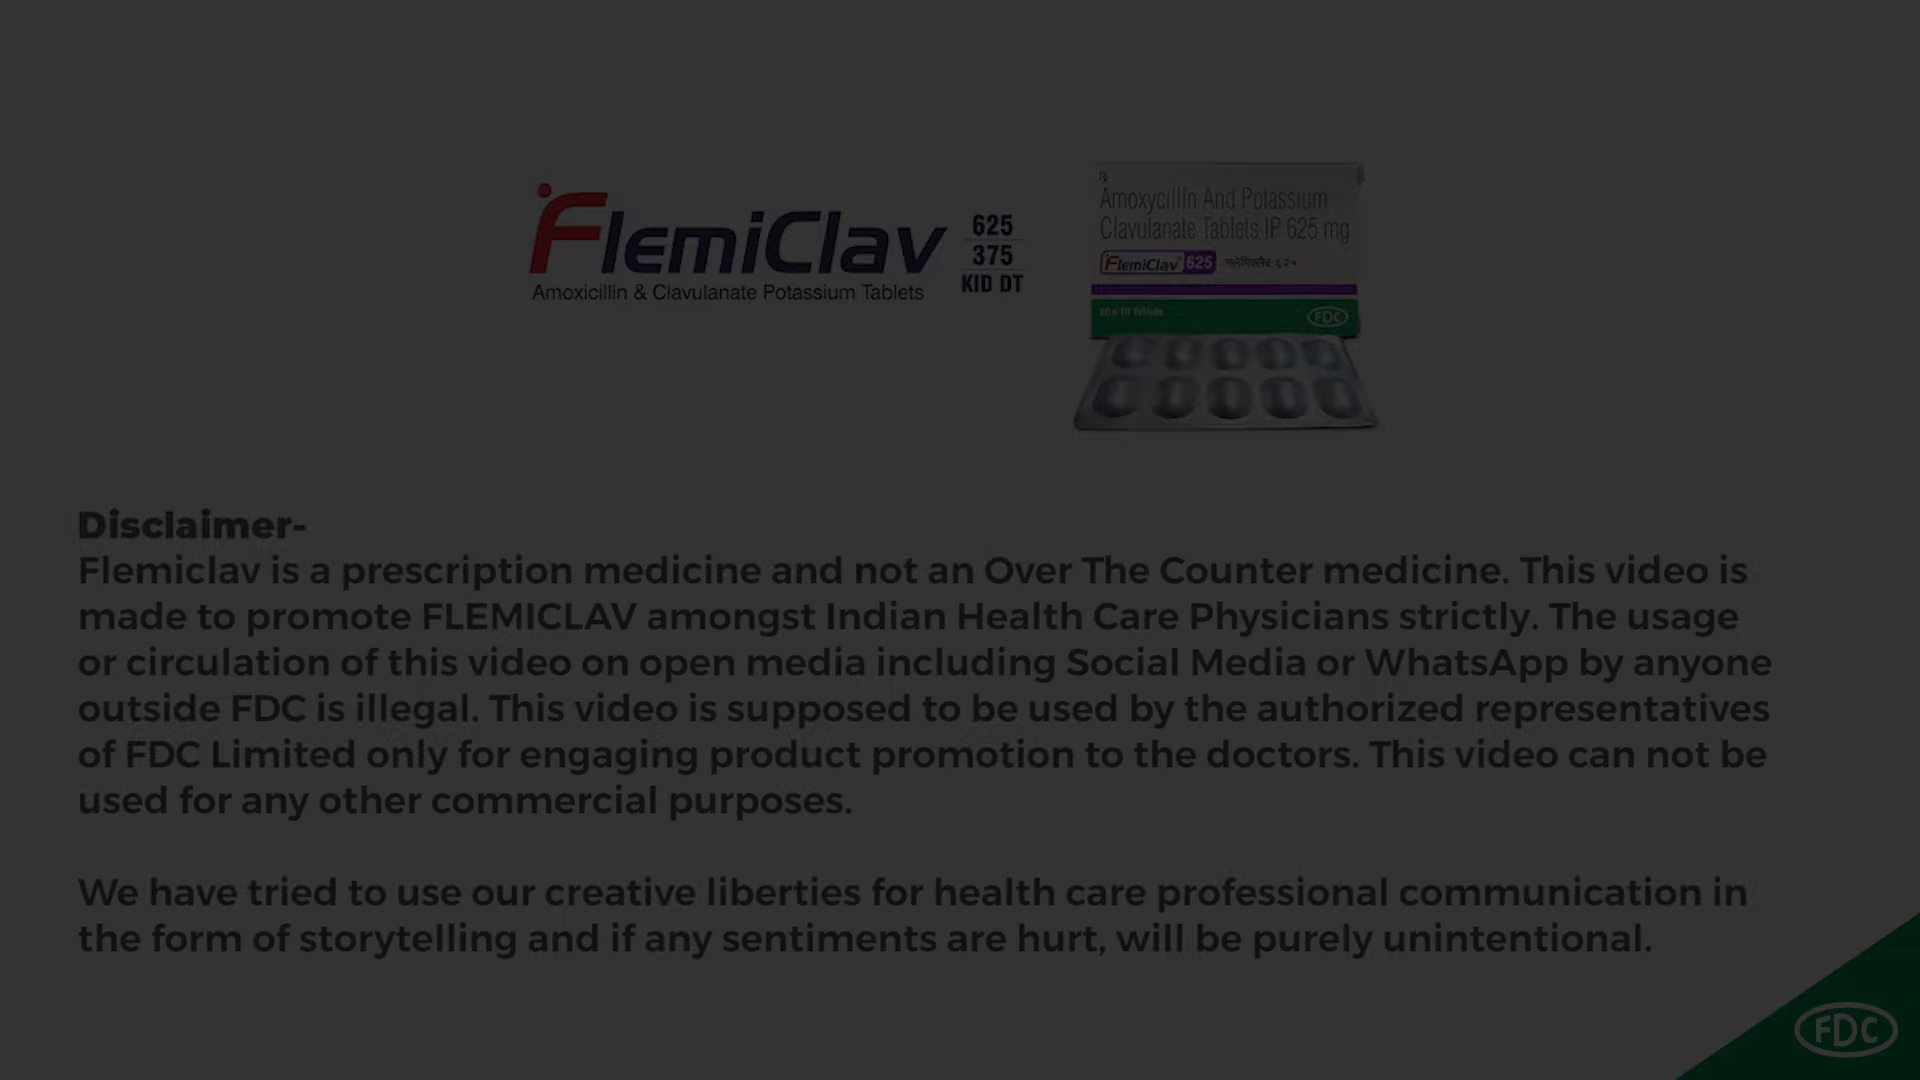 FlemiClav
Amoxicillin & Clavulanate Potassium Tablets
625
375
KID DT
Rx
Amoxycillin And Potassium
Clavulanate Tablets IP 625 mg
FlemiClav 625 फ्लेमिक्लैव ६२५
10 x 10 Tablets
FDC
Disclaimer-
Flemiclav is a prescription medicine and not an Over The Counter medicine. This video is
made to promote FLEMICLAV amongst Indian Health Care Physicians strictly. The usage
or circulation of this video on open media including Social Media or WhatsApp by anyone
outside FDC is illegal. This video is supposed to be used by the authorized representatives
of FDC Limited only for engaging product promotion to the doctors. This video can not be
used for any other commercial purposes.
We have tried to use our creative liberties for health care professional communication in
the form of storytelling and if any sentiments are hurt, will be purely unintentional.
FDC